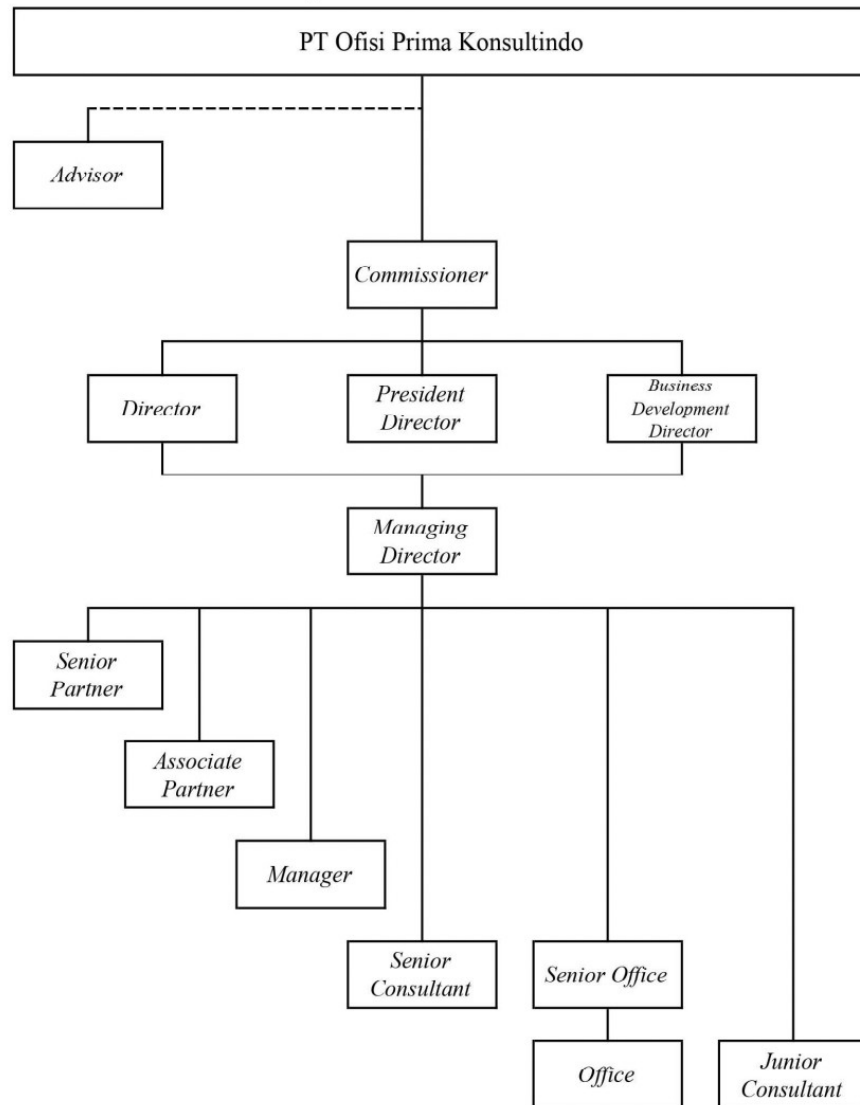 PT Ofisi Prima Konsultindo
Advisor
Commissioner
Director
President
Director
Business
Development
Director
Managing
Director
Senior
Partner
Associate
Partner
Manager
Senior
Consultant
Senior Office
Office
Junior
Consultant